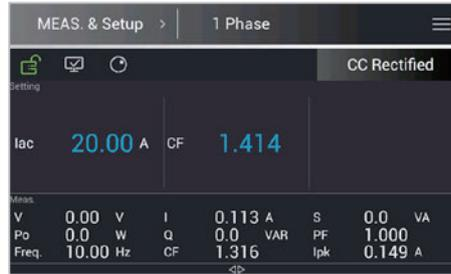 MEAS. & Setup > 1 Phase
CC Rectified
Setting
Iac 20.00 A CF 1.414
Meas.
V 0.00 V I 0.113 A S 0.0 VA
Po 0.0 W Q 0.0 VAR PF 1.000
Freq. 10.00 Hz CF 1.316 Ipk 0.149 A